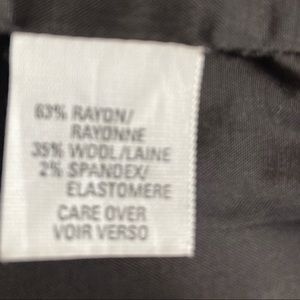 63% RAYON/
RAYONNE
35% WOOL/LAINE
2% SPANDEX/
ELASTOMERE
CARE OVER
VOIR VERSO